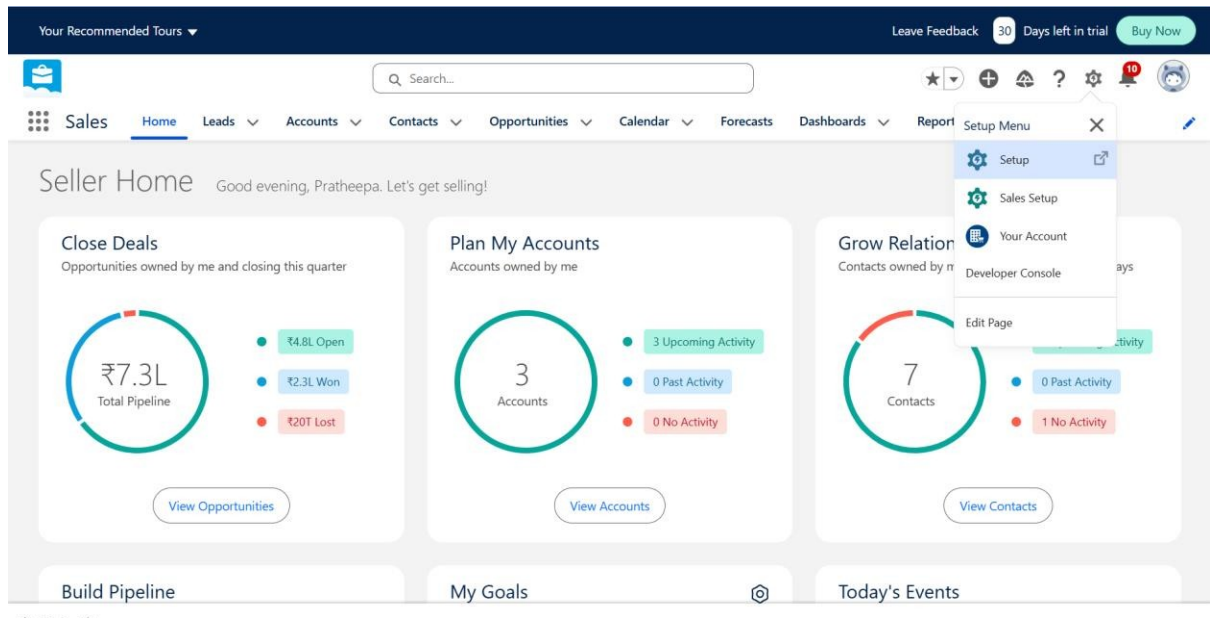 Your Recommended Tours
Leave Feedback 30 Days left in trial Buy Now
Search...
10
Sales Home Leads Accounts Contacts Opportunities Calendar Forecasts Dashboards Report
Setup Menu
Setup
Sales Setup
Your Account
Developer Console
Edit Page
Seller Home Good evening, Pratheepa. Let's get selling!
Close Deals
Opportunities owned by me and closing this quarter
₹7.3L
Total Pipeline
₹4.8L Open
₹2.3L Won
₹20T Lost
View Opportunities
Plan My Accounts
Accounts owned by me
3
Accounts
3 Upcoming Activity
0 Past Activity
0 No Activity
View Accounts
Grow Relation
Contacts owned by
7
Contacts
0 Past Activity
1 No Activity
View Contacts
Build Pipeline
My Goals
Today's Events